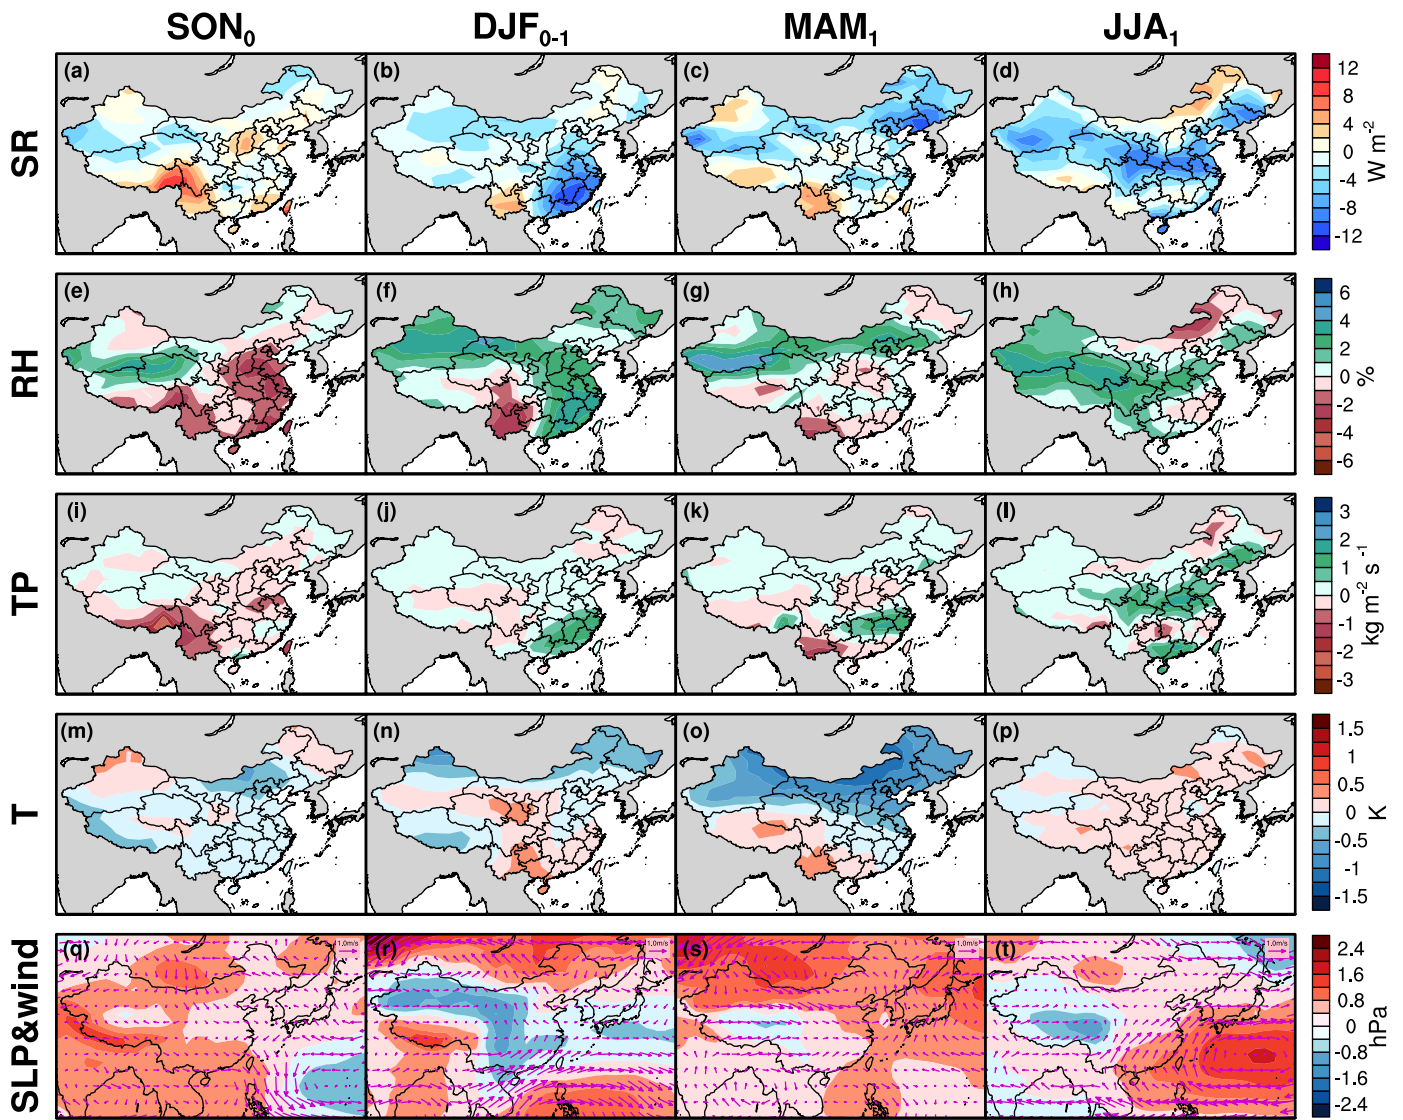 SON0 DJF0-1 MAM1 JJA1
SR
(a) (b) (c) (d)
12
8
4
0
-4
-8
-12
W m-2
RH
(e) (f) (g) (h)
6
4
2
0
-2
-4
-6
%
TP
(i) (j) (k) (l)
3
2
1
0
-1
-2
-3
kg m-2 s-1
T
(m) (n) (o) (p)
1.5
1
0.5
0
-0.5
-1
-1.5
K
SLP&wind
(q) 1.0m/s (r) 1.0m/s (s) 1.0m/s (t) 1.0m/s
2.4
1.6
0.8
0
-0.8
-1.6
-2.4
hPa